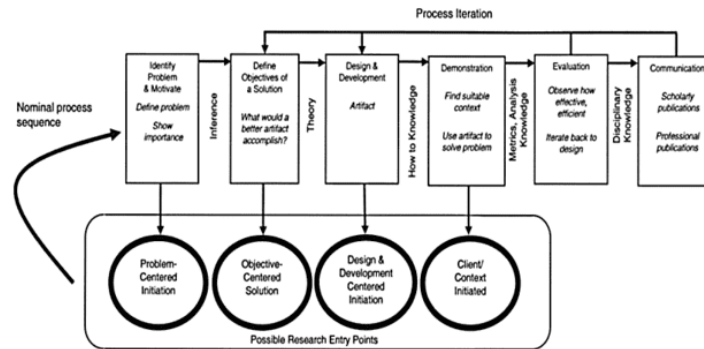 Process Iteration
Nominal process
sequence
Identify
Problem
& Motivate
Define problem
Show
importance
Inference
Define
Objectives of
a Solution
What would a
better artifact
accomplish?
Theory
Design &
Development
Artifact
How to Knowledge
Demonstration
Find suitable
context
Use artifact to
solve problem
Metrics, Analysis
Knowledge
Evaluation
Observe how
effective,
efficient
Iterate back to
design
Disciplinary
Knowledge
Communication
Scholarly
publications
Professional
publications
Problem-
Centered
Initiation
Objective-
Centered
Solution
Design &
Development
Centered
Initiation
Client/
Context
Initiated
Possible Research Entry Points